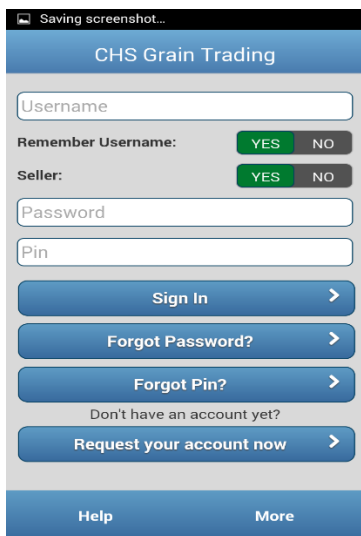 Saving screenshot...
CHS Grain Trading
Username
Remember Username: YES NO
Seller: YES NO
Password
Pin
Sign In
Forgot Password?
Forgot Pin?
Don't have an account yet?
Request your account now
Help More